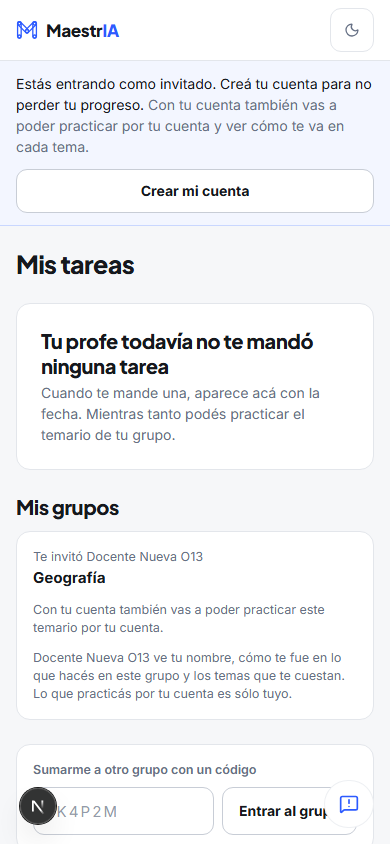 MaestrIA
Estás entrando como invitado. Creá tu cuenta para no
perder tu progreso. Con tu cuenta también vas a
poder practicar por tu cuenta y ver cómo te va en
cada tema.
Crear mi cuenta
Mis tareas
Tu profe todavía no te mandó
ninguna tarea
Cuando te mande una, aparece acá con la
fecha. Mientras tanto podés practicar el
temario de tu grupo.
Mis grupos
Te invitó Docente Nueva O13
Geografía
Con tu cuenta también vas a poder practicar este
temario por tu cuenta.
Docente Nueva O13 ve tu nombre, cómo te fue en lo
que hacés en este grupo y los temas que te cuestan.
Lo que practicás por tu cuenta es sólo tuyo.
Sumarme a otro grupo con un código
N
K4P2M
Entrar al